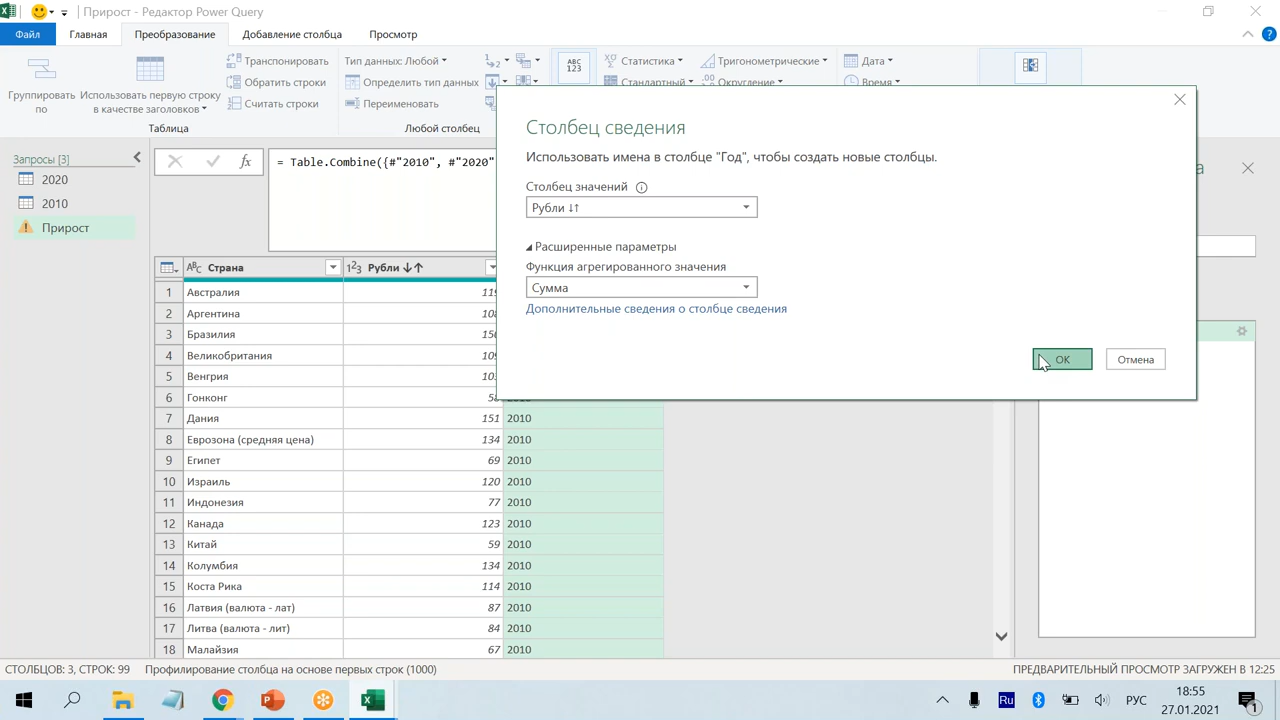 Прирост - Редактор Power Query
Файл
Главная
Преобразование
Добавление столбца
Просмотр
?
Группировать
по
Использовать первую строку
в качестве заголовков
Транспонировать
Обратить строки
Считать строки
Таблица
Тип данных: Любой
Определить тип данных
Переименовать
Любой столбец
ABC
123
Статистика
Стандартный
Тригонометрические
Округление
Дата
Время
Запросы [3]
2020
2010
Прирост
fx
= Table.Combine({#"2010", #"2020"
Столбец сведения
Использовать имена в столбце "Год", чтобы создать новые столбцы.
Столбец значений
Рубли ↓↑
Расширенные параметры
Функция агрегированного значения
Сумма
Дополнительные сведения о столбце сведения
ОК
Отмена
а
Страна
123 Рубли ↓↑
1 Австралия
2 Аргентина
3 Бразилия
4 Великобритания
5 Венгрия
6 Гонконг
7 Дания 151 2010
8 Еврозона (средняя цена) 134 2010
9 Египет 69 2010
10 Израиль 120 2010
11 Индонезия 77 2010
12 Канада 123 2010
13 Китай 59 2010
14 Колумбия 134 2010
15 Коста Рика 114 2010
16 Латвия (валюта - лат) 87 2010
17 Литва (валюта - лит) 84 2010
18 Малайзия 67 2010
СТОЛБЦОВ: 3, СТРОК: 99
Профилирование столбца на основе первых строк (1000)
ПРЕДВАРИТЕЛЬНЫЙ ПРОСМОТР ЗАГРУЖЕН В 12:25
Ru
РУС
18:55
27.01.2021
1